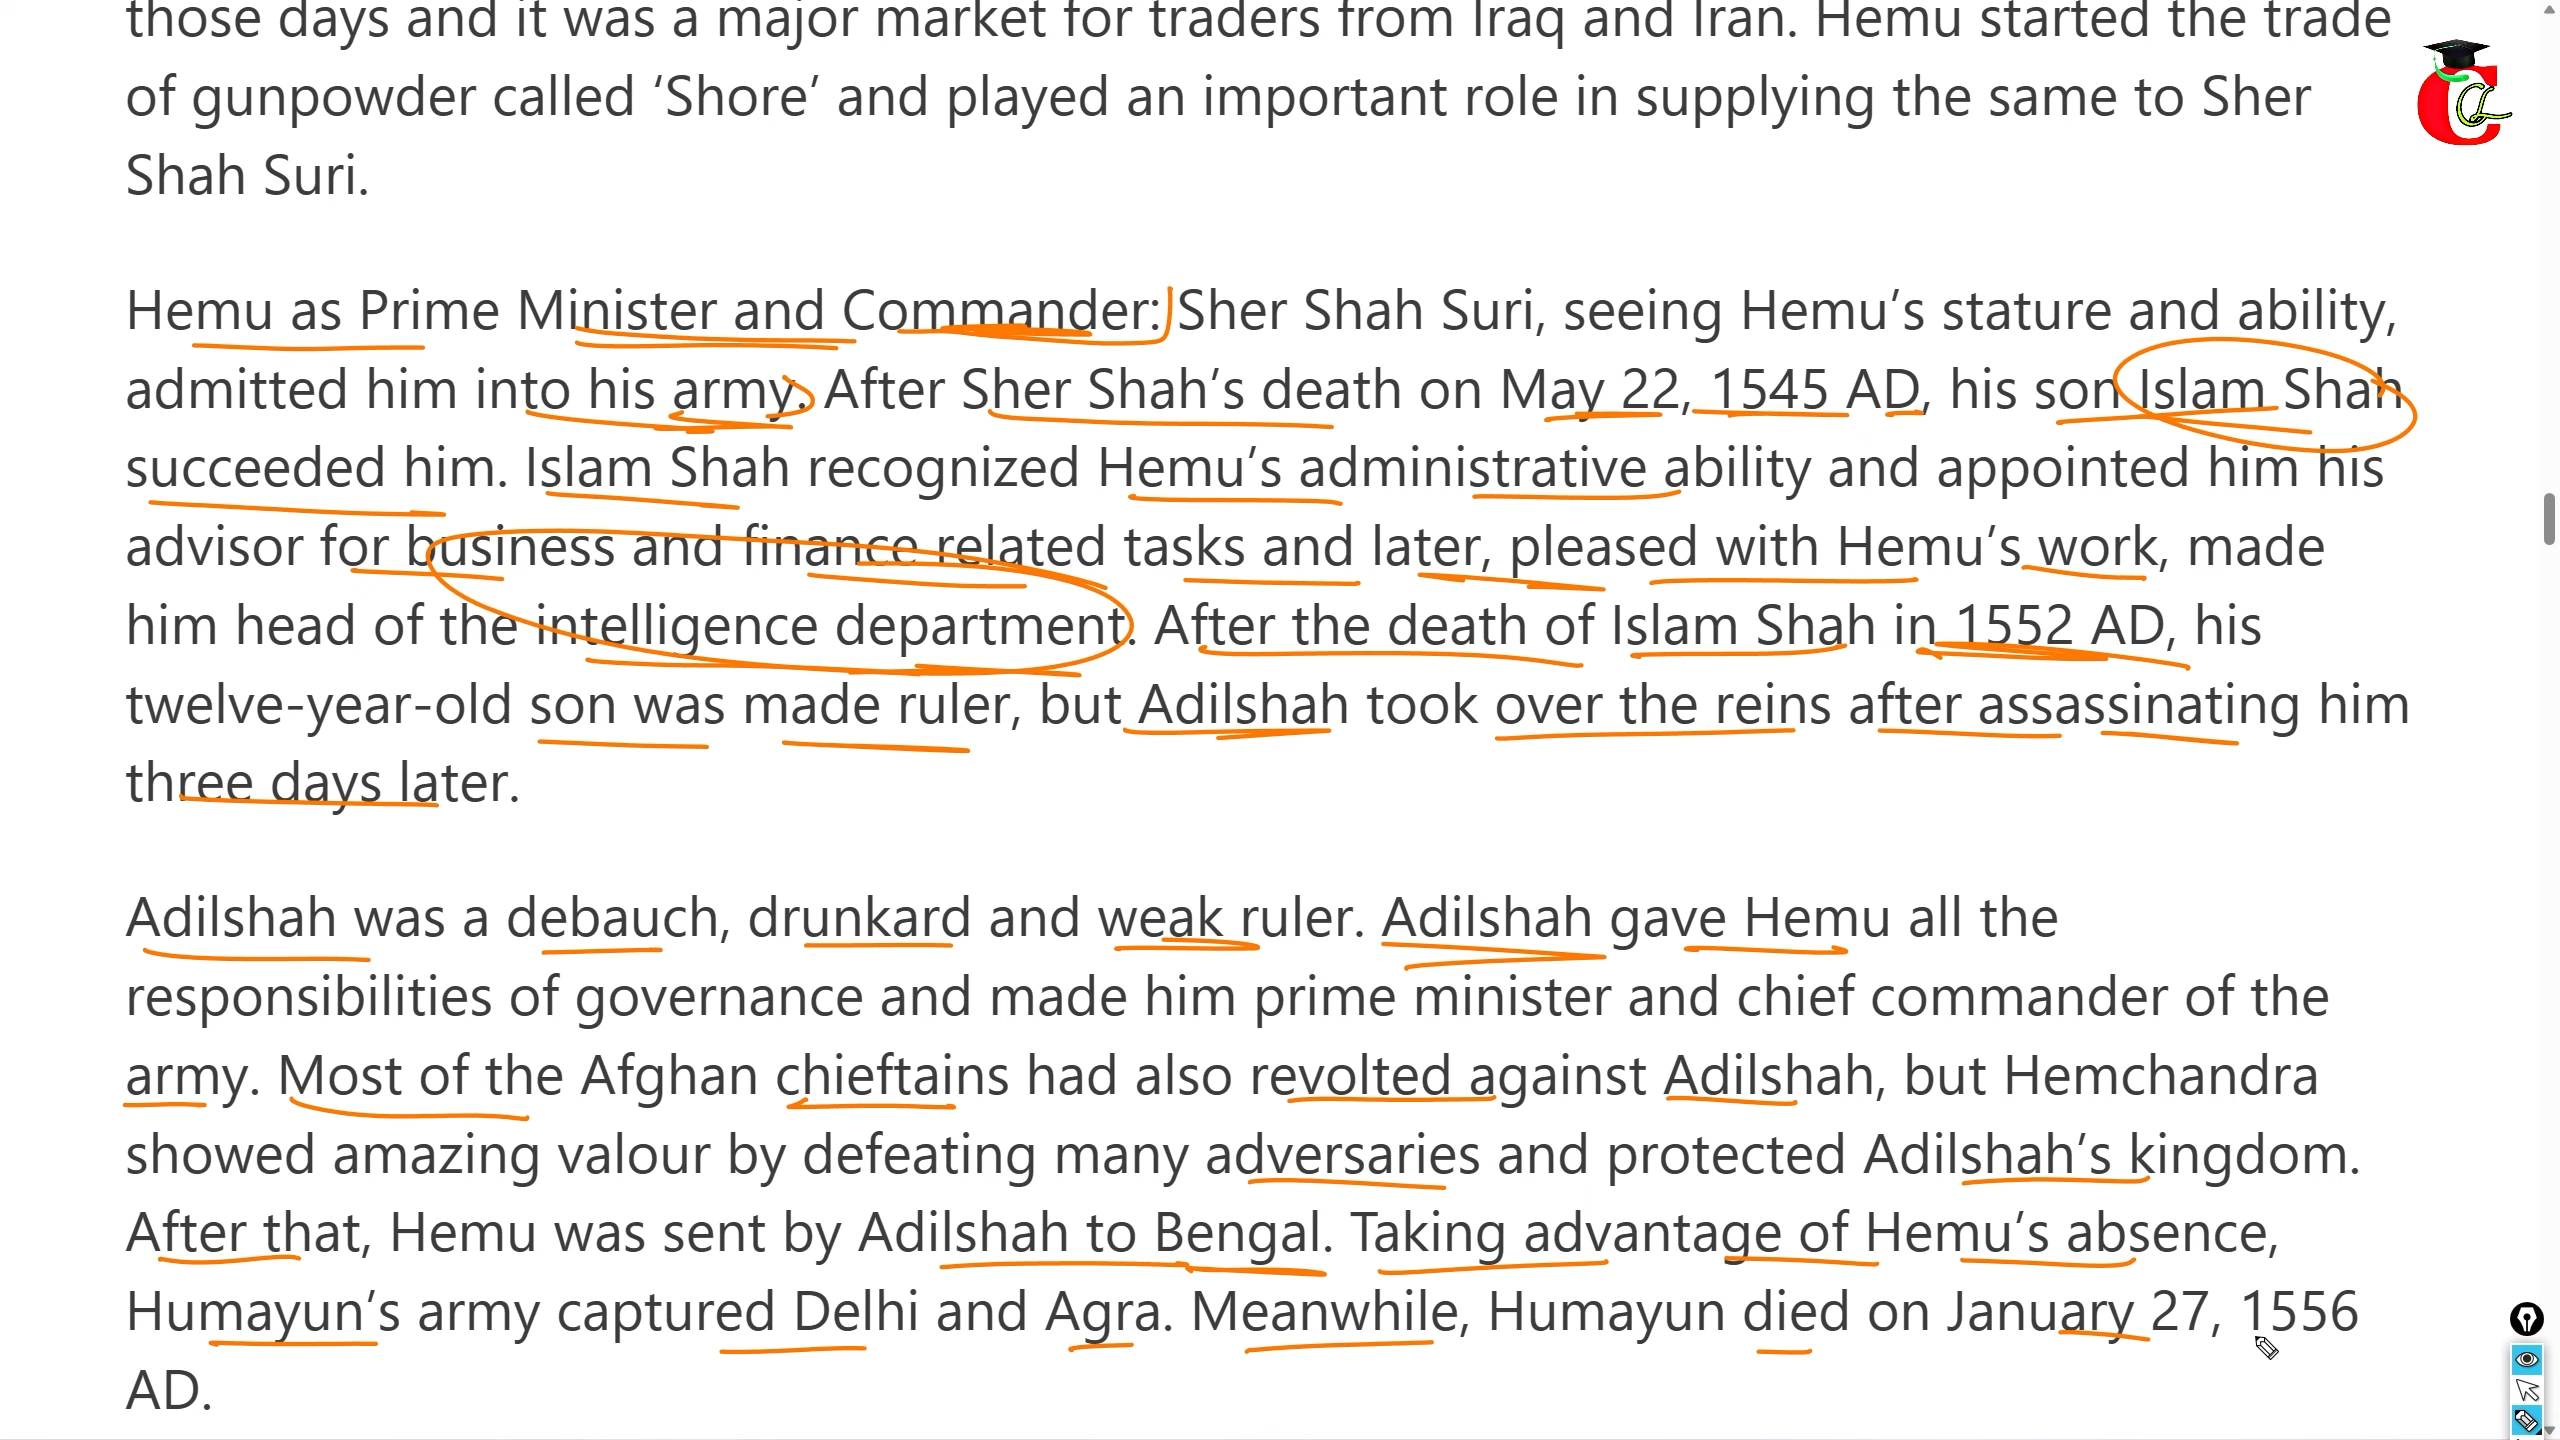 those days and it was a major market for traders from Iraq and Iran. Hemu started the trade
of gunpowder called ‘Shore’ and played an important role in supplying the same to Sher
Shah Suri.
Hemu as Prime Minister and Commander: Sher Shah Suri, seeing Hemu’s stature and ability,
admitted him into his army. After Sher Shah’s death on May 22, 1545 AD, his son Islam Shah
succeeded him. Islam Shah recognized Hemu’s administrative ability and appointed him his
advisor for business and finance related tasks and later, pleased with Hemu’s work, made
him head of the intelligence department. After the death of Islam Shah in 1552 AD, his
twelve-year-old son was made ruler, but Adilshah took over the reins after assassinating him
three days later.
Adilshah was a debauch, drunkard and weak ruler. Adilshah gave Hemu all the
responsibilities of governance and made him prime minister and chief commander of the
army. Most of the Afghan chieftains had also revolted against Adilshah, but Hemchandra
showed amazing valour by defeating many adversaries and protected Adilshah’s kingdom.
After that, Hemu was sent by Adilshah to Bengal. Taking advantage of Hemu’s absence,
Humayun’s army captured Delhi and Agra. Meanwhile, Humayun died on January 27, 1556
AD.